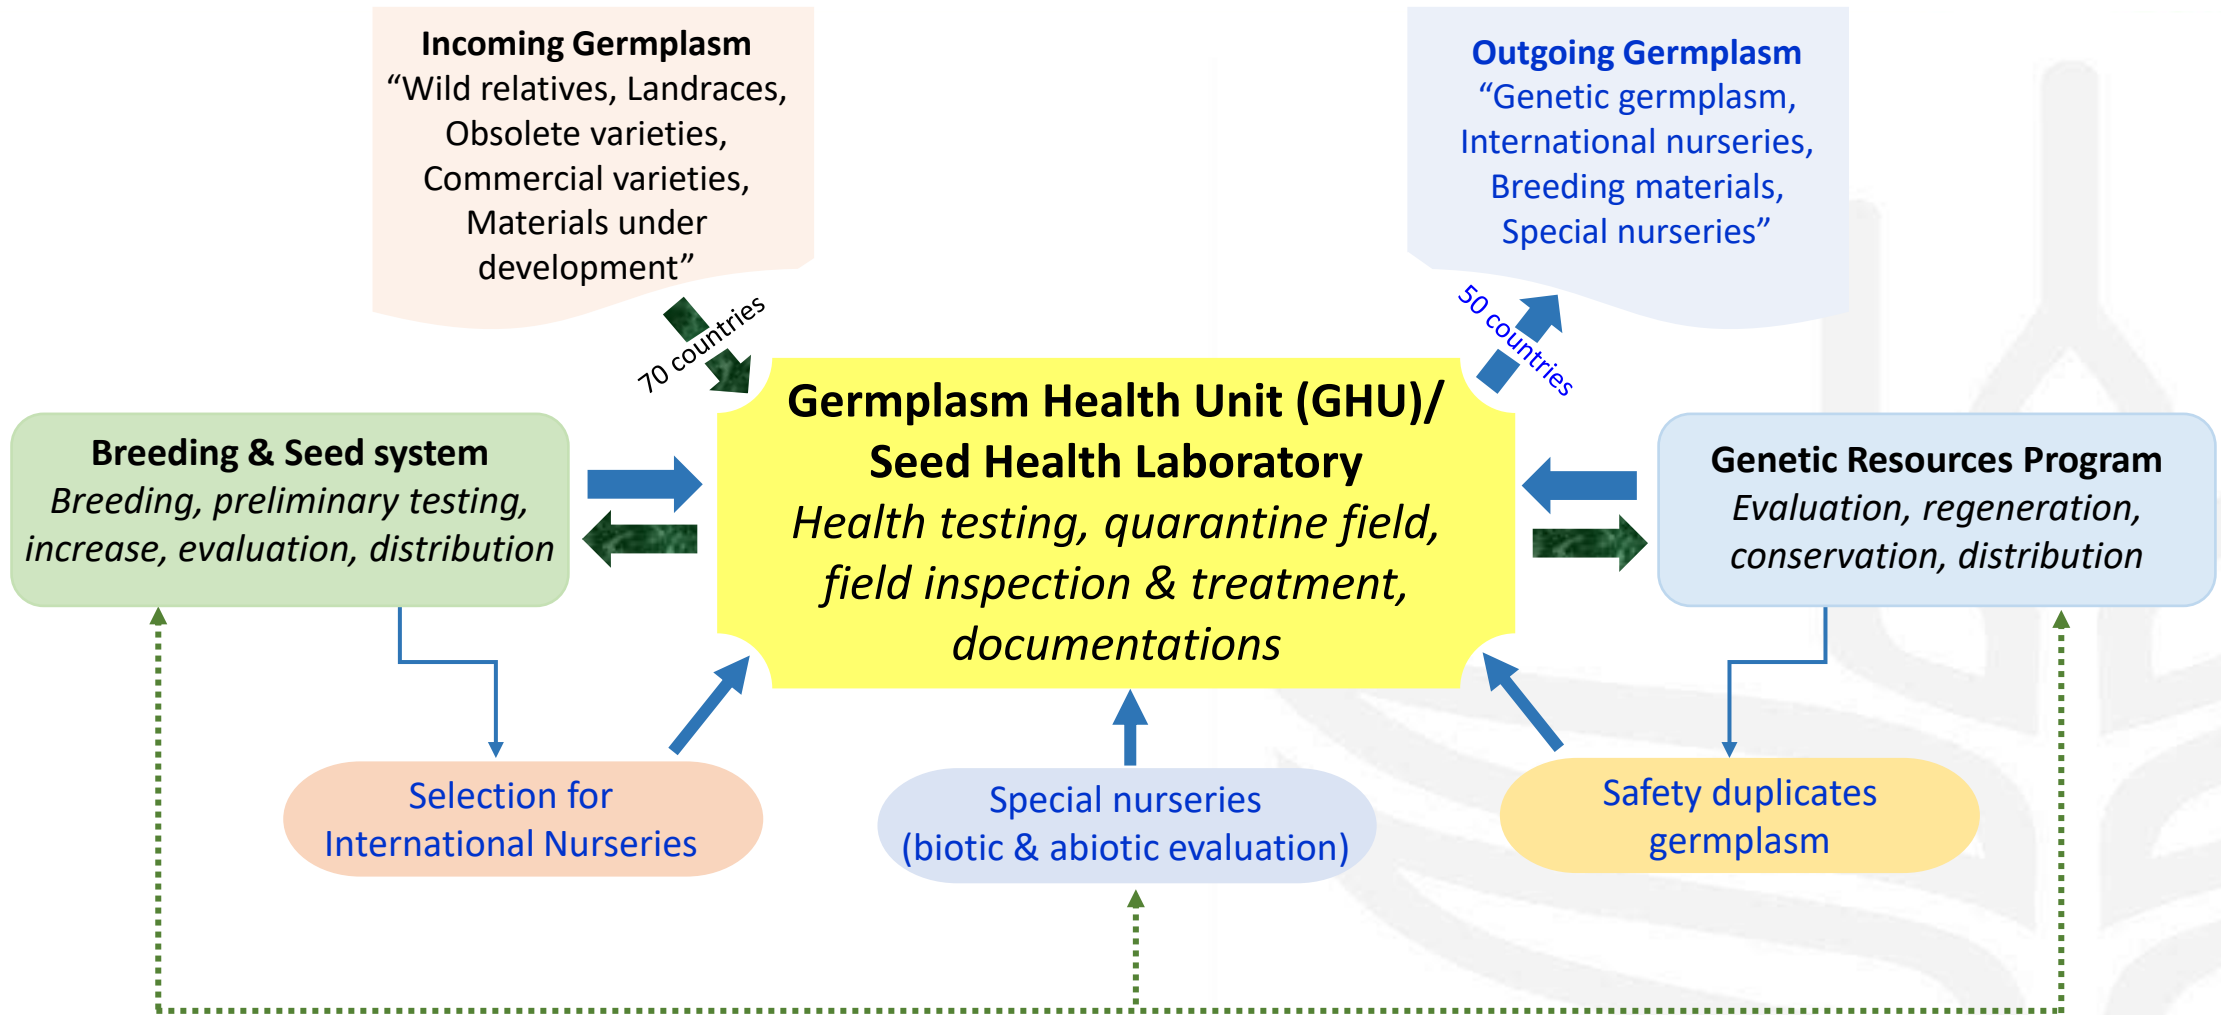 Incoming Germplasm
“Wild relatives, Landraces,
Obsolete varieties,
Commercial varieties,
Materials under
development”
Outgoing Germplasm
“Genetic germplasm,
International nurseries,
Breeding materials,
Special nurseries”
70 countries
50 countries
Breeding & Seed system
Breeding, preliminary testing,
increase, evaluation, distribution
Germplasm Health Unit (GHU)/
Seed Health Laboratory
Health testing, quarantine field,
field inspection & treatment,
documentations
Genetic Resources Program
Evaluation, regeneration,
conservation, distribution
Selection for
International Nurseries
Special nurseries
(biotic & abiotic evaluation)
Safety duplicates
germplasm